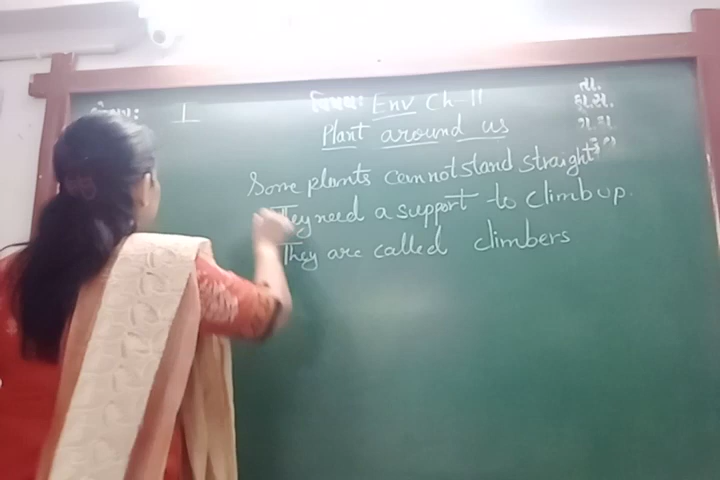 વિષય: Env Ch-11
Plant around us
Some plants cannot stand straight
They need a support to climb up.
They are called climbers
તા.
કા.સ.
ગે.હા